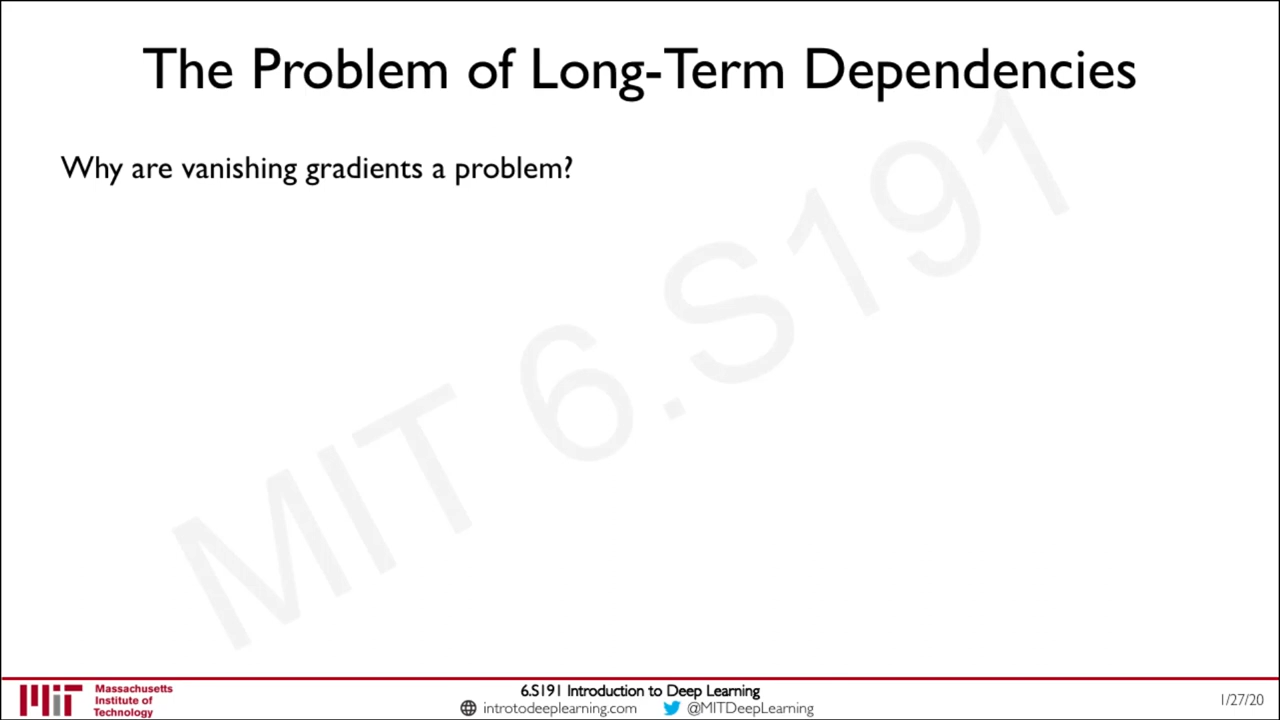 The Problem of Long-Term Dependencies
Why are vanishing gradients a problem?
MIT 6.S191
Massachusetts
Institute of
Technology
6.S191 Introduction to Deep Learning
introtodeeplearning.com @MITDeepLearning
1/27/20